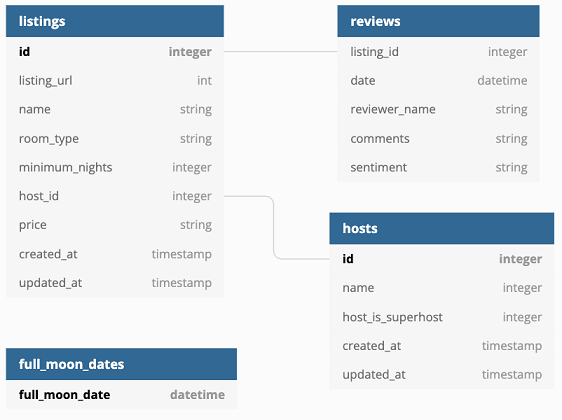 listings
id integer
listing_url int
name string
room_type string
minimum_nights integer
host_id integer
price string
created_at timestamp
updated_at timestamp
reviews
listing_id integer
date datetime
reviewer_name string
comments string
sentiment string
hosts
id integer
name integer
host_is_superhost integer
created_at timestamp
updated_at timestamp
full_moon_dates
full_moon_date datetime